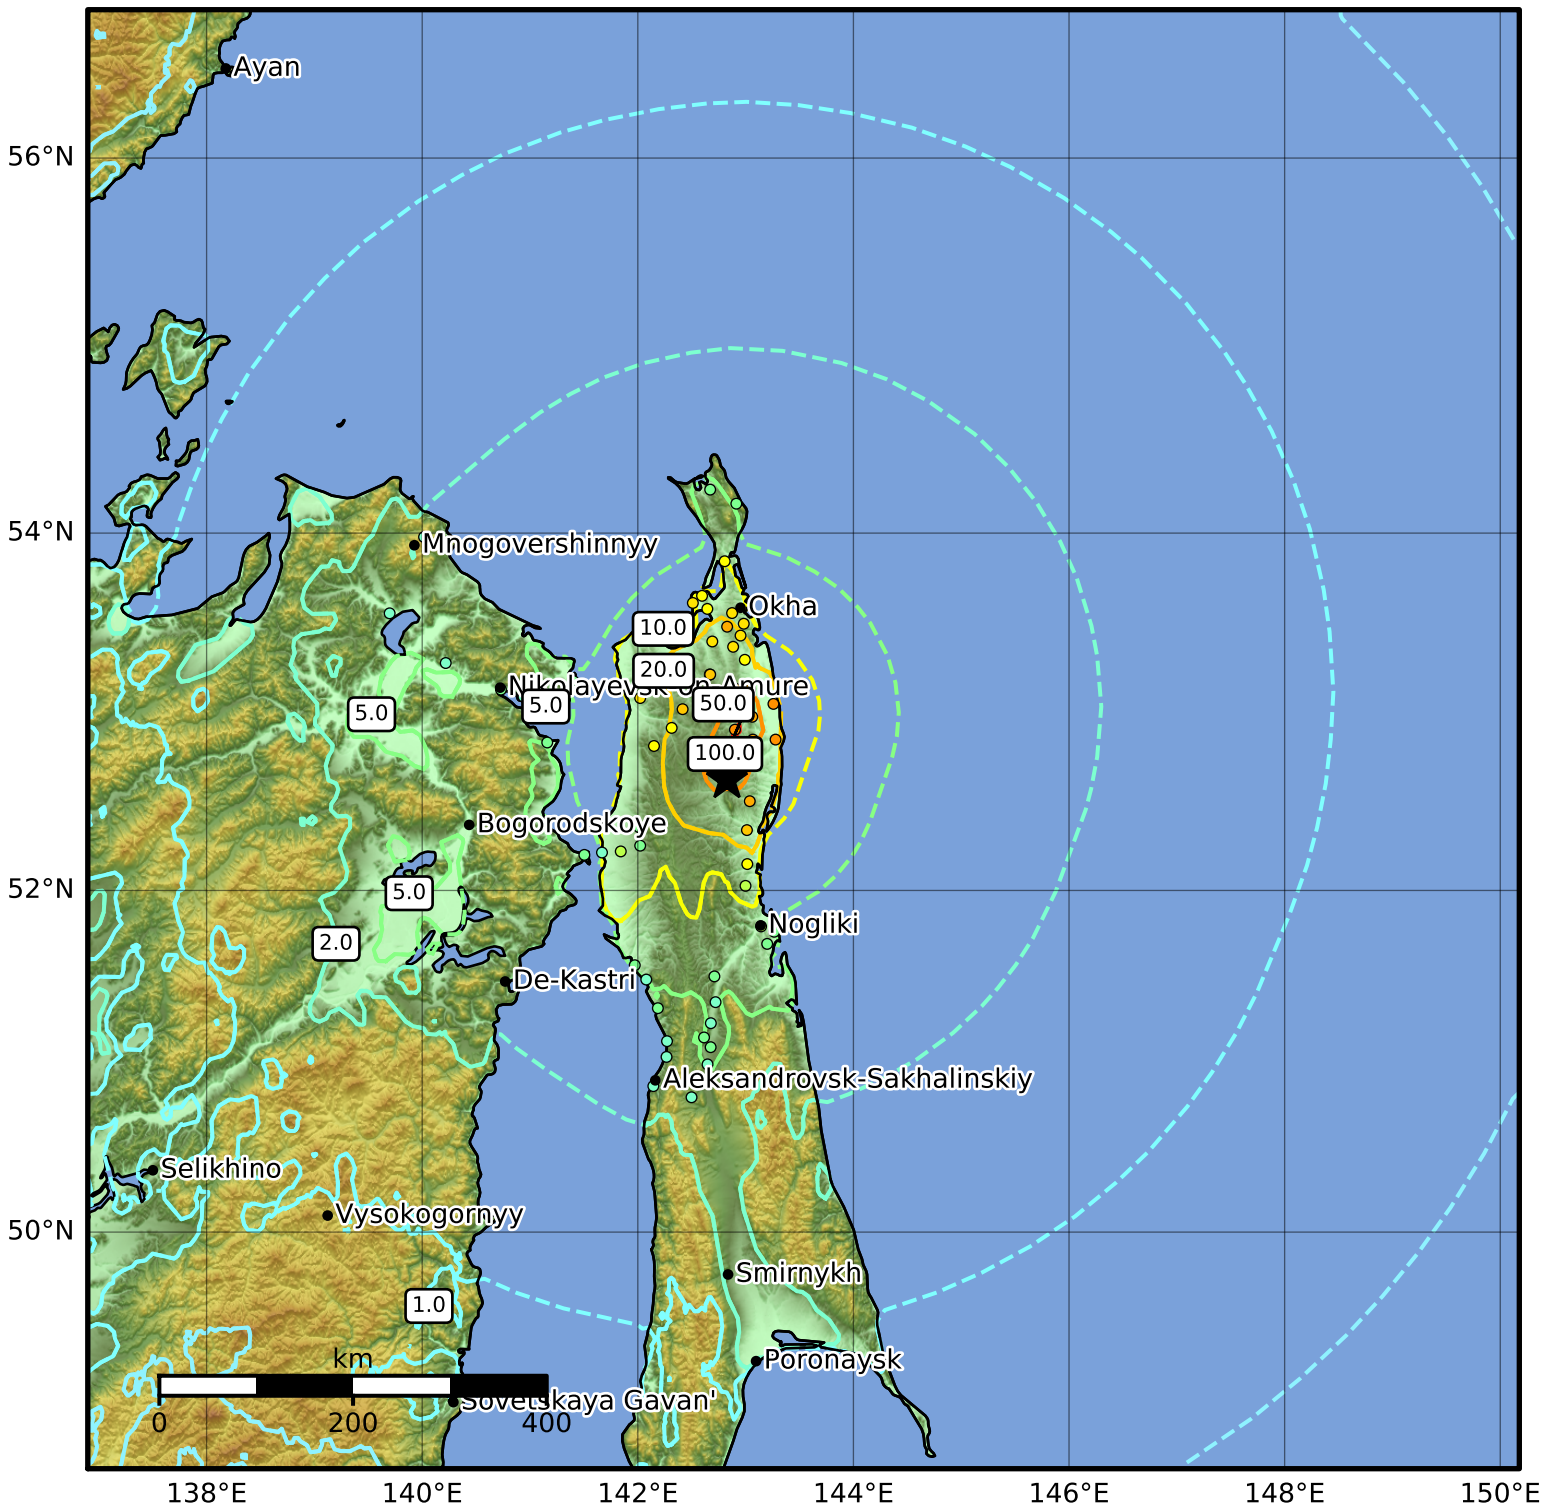 Ayan
56°N
54°N
Mnogovershinnyy
Okha
10.0
20.0
Nikolayevsk on Amure
50.0
5.0
5.0
100.0
Bogorodskoye
52°N
5.0
Nogliki
2.0
De-Kastri
Aleksandrovsk-Sakhalinskiy
Selikhino
Vysokogornyy
50°N
Smirnykh
1.0
km
Poronaysk
Sovetskaya Gavan'
0 200 400
138°E 140°E 142°E 144°E 146°E 148°E 150°E